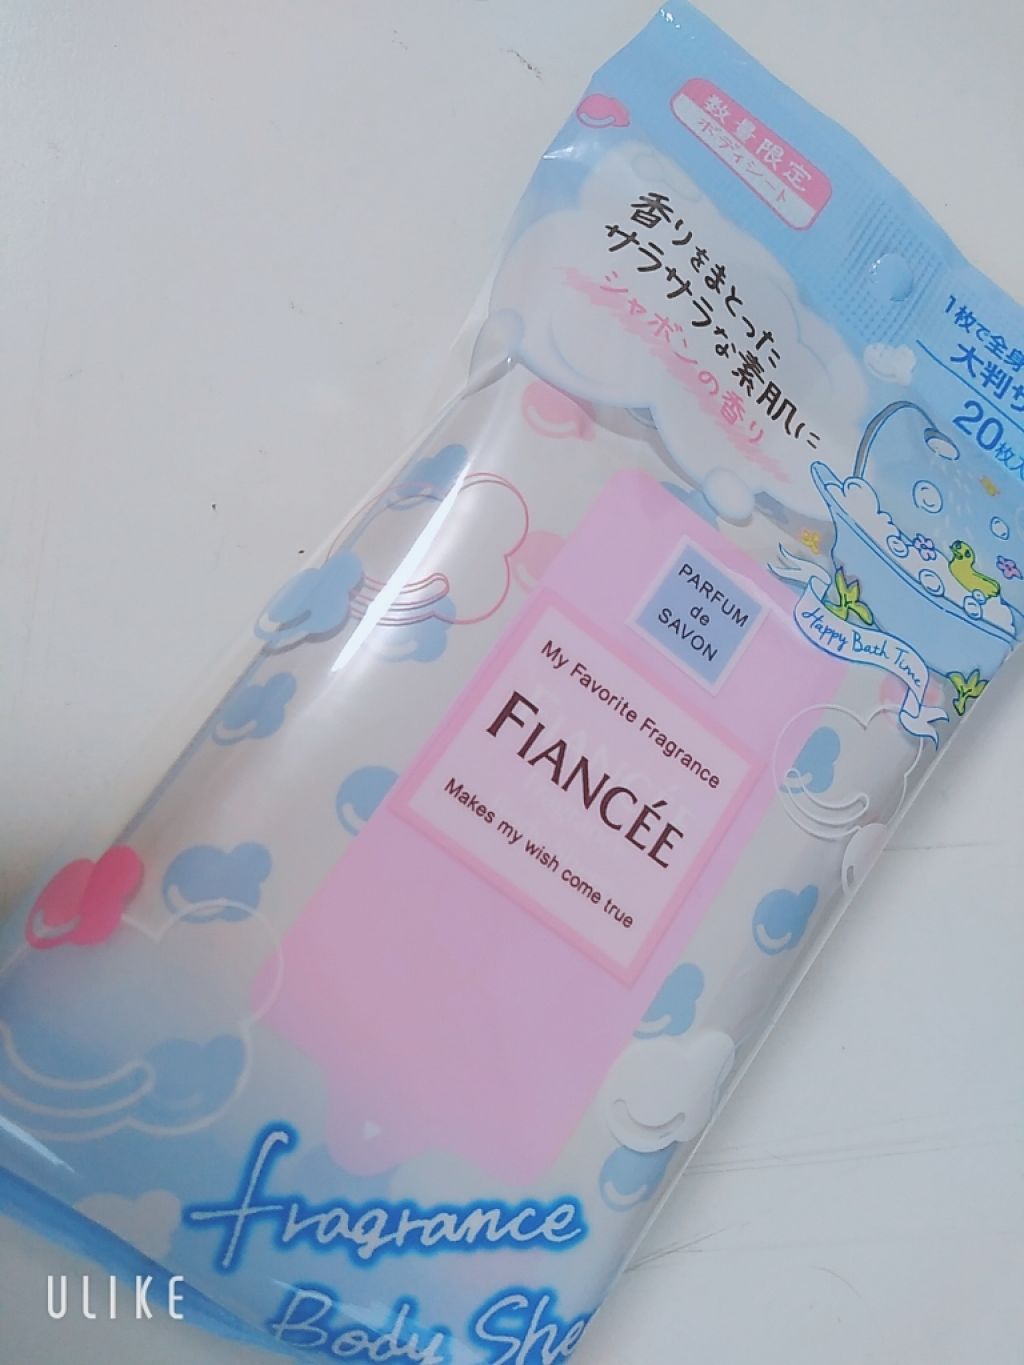 数量限定
ボディシート
香りをまとった
サラサラな素肌に
シャボンの香り
1枚で全身
大判サ
20枚入
Happy Bath Time
PARFUM
de
SAVON
My Favorite Fragrance
FIANCÉE
Makes my wish come true
fragrance
Body She
ULIKE